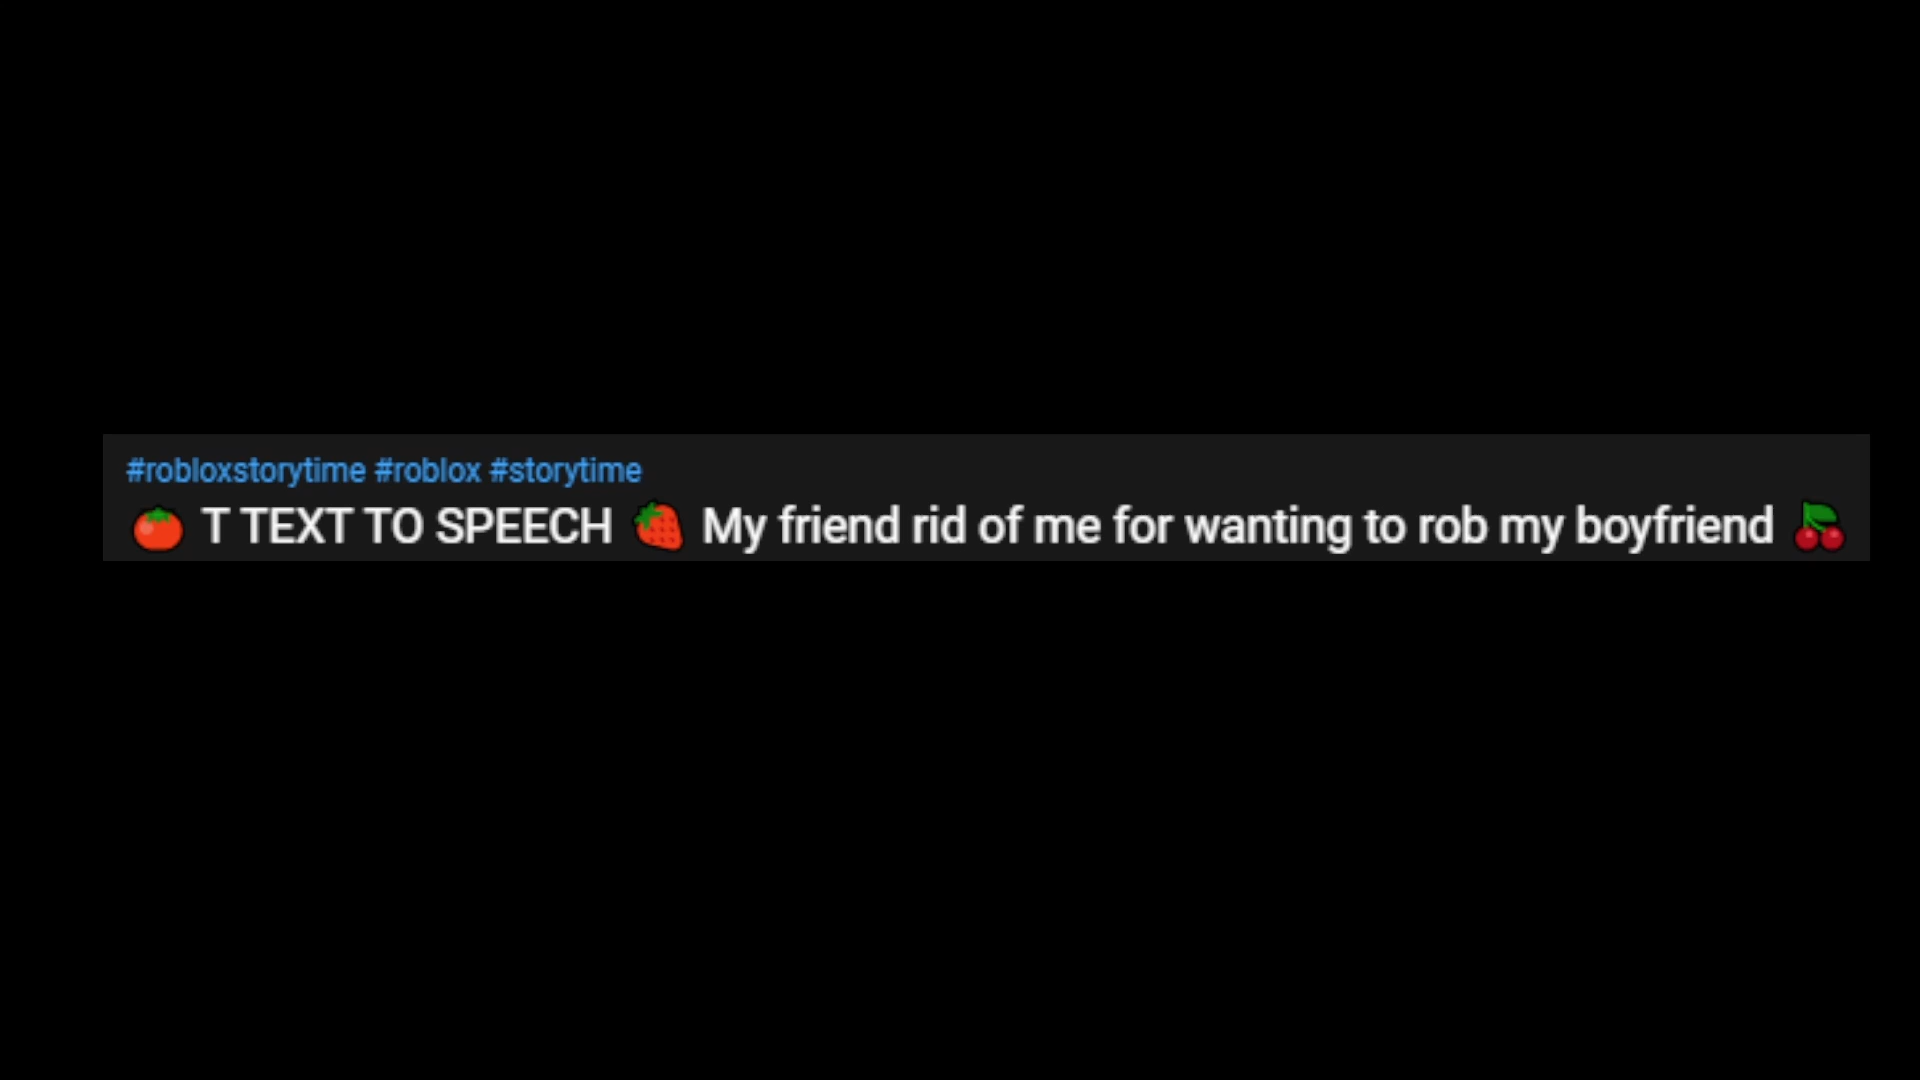 #robloxstorytime #roblox #storytime
🍅 T TEXT TO SPEECH 🍓 My friend rid of me for wanting to rob my boyfriend 🍒